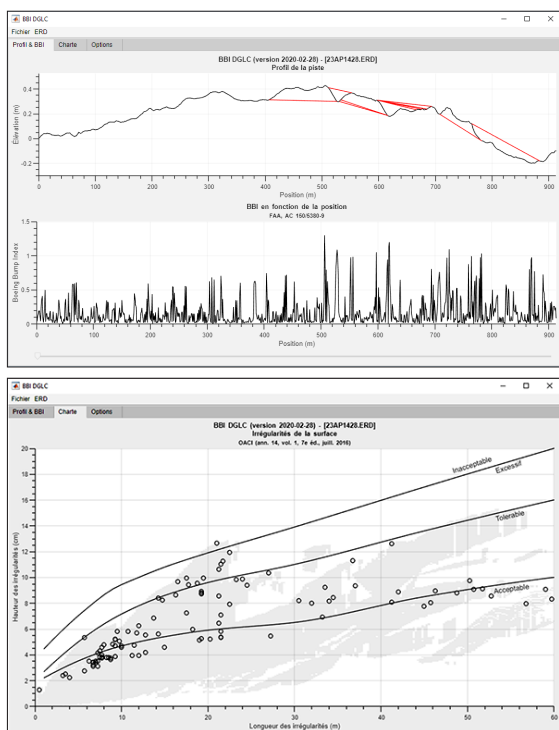 BBI DGLC
Fichier ERD
Profil & BBI Charte Options
BBI DGLC (version 2020-02-28) - [23AP1428.ERD]
Profil de la piste
Élévation (m)
0.4
0.2
0
-0.2
0 100 200 300 400 500 600 700 800 900
Position (m)
BBI en fonction de la position
FAA, AC 150/5380-9
Boeing Bump Index
1.5
1
0.5
0
0 100 200 300 400 500 600 700 800 900
Position (m)
BBI DGLC
Fichier ERD
Profil & BBI Charte Options
BBI DGLC (version 2020-02-28) - [23AP1428.ERD]
Irrégularités de la surface
OACI (ann. 14, vol. 1, 7e éd., juill. 2016)
Hauteur des irrégularités (cm)
20
18
16
14
12
10
8
6
4
2
0
Inacceptable
Excessif
Tolerable
Acceptable
0 10 20 30 40 50 60
Longueur des irrégularités (m)